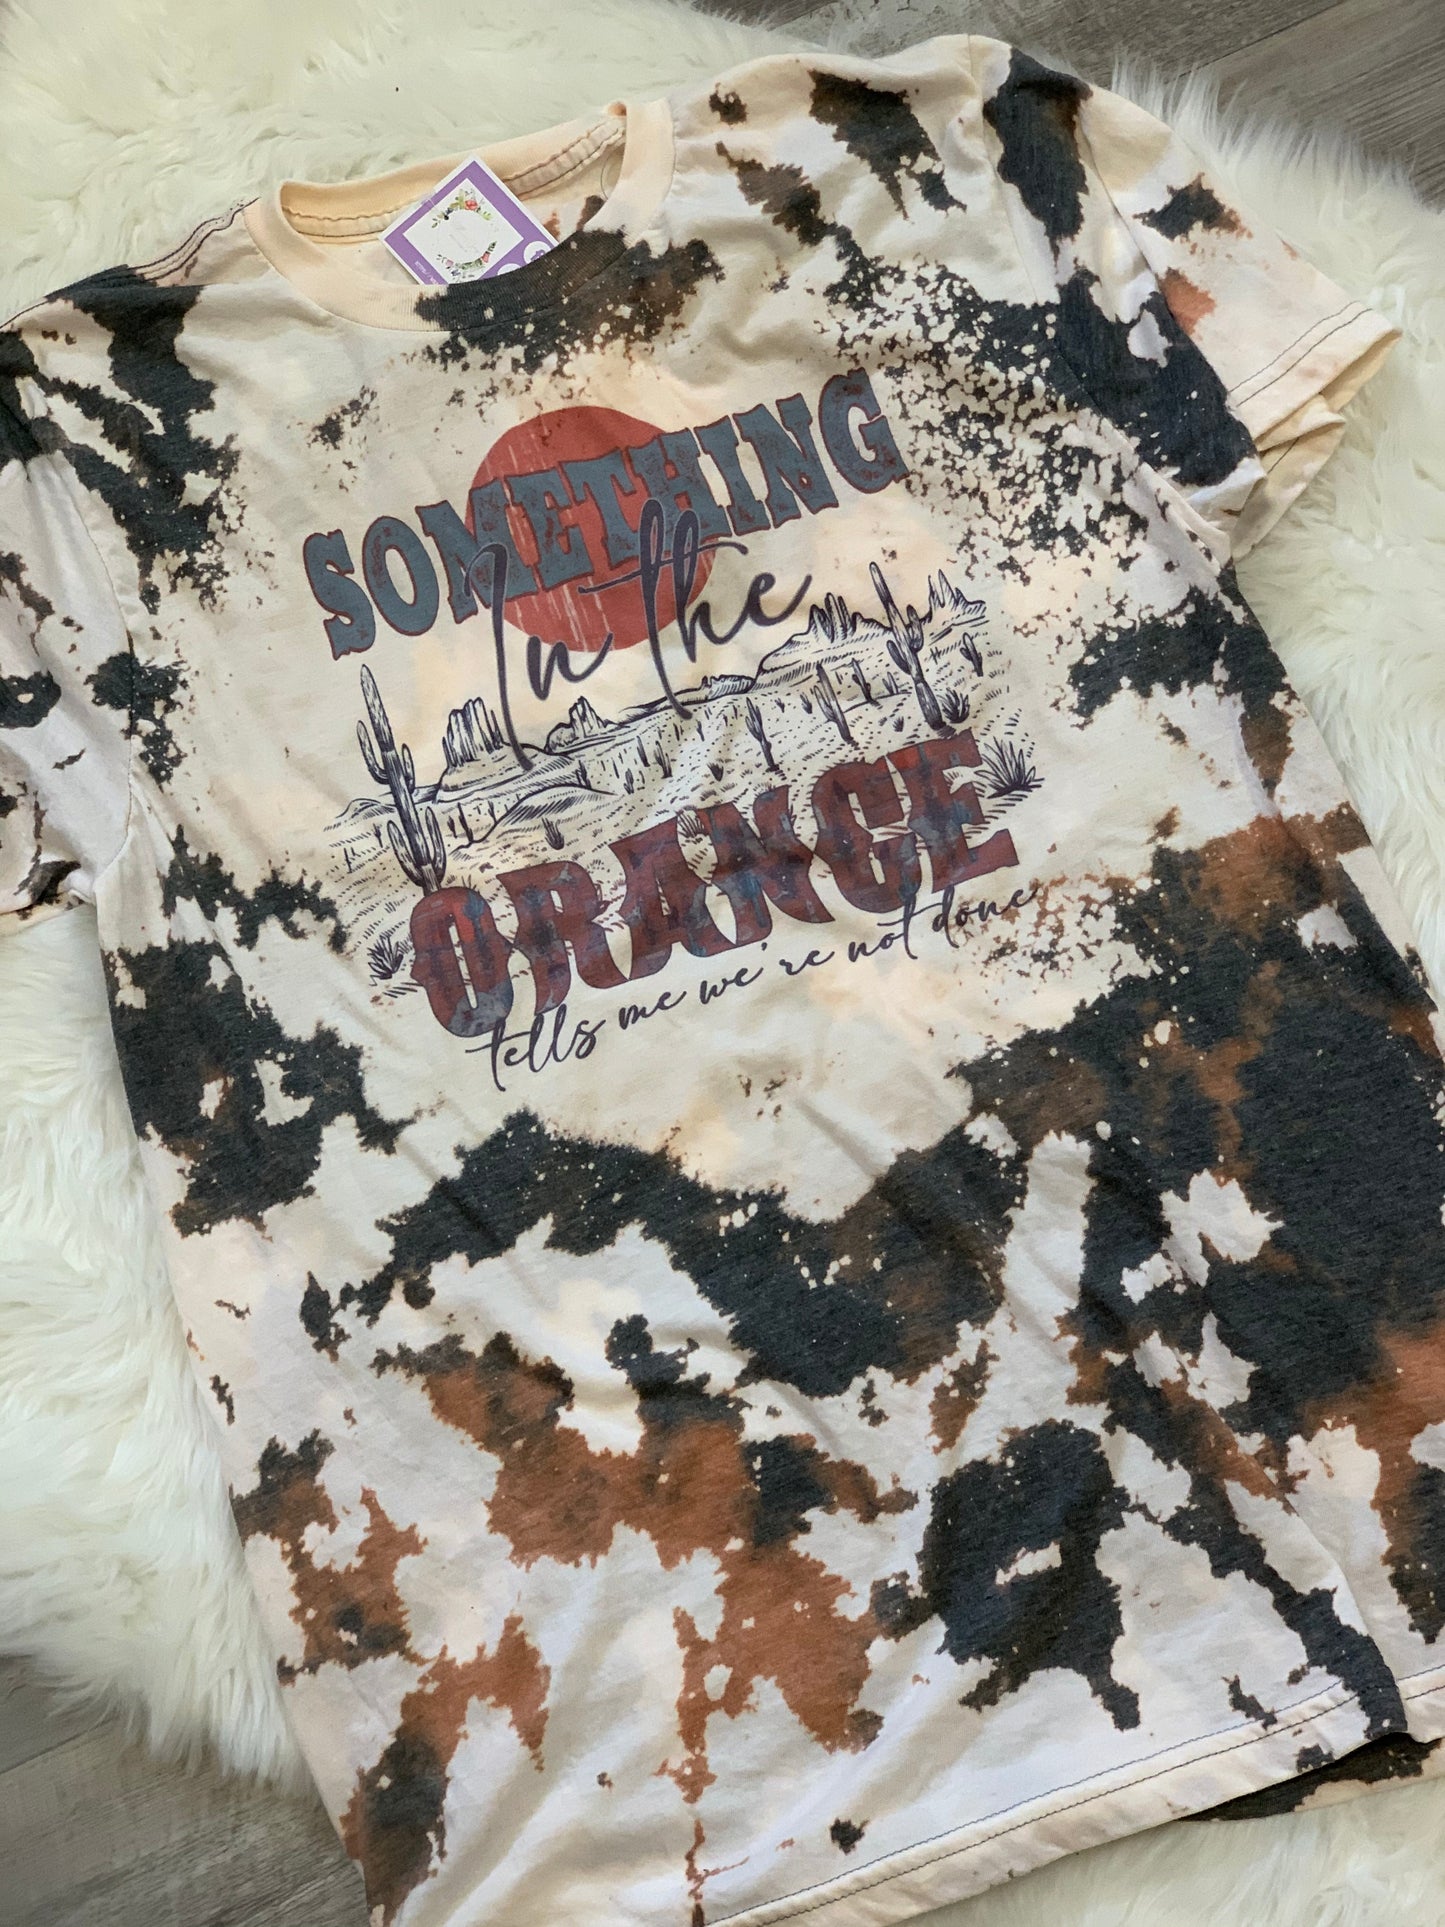 SOMETHING
In the
ORANGE
tells me we're not done